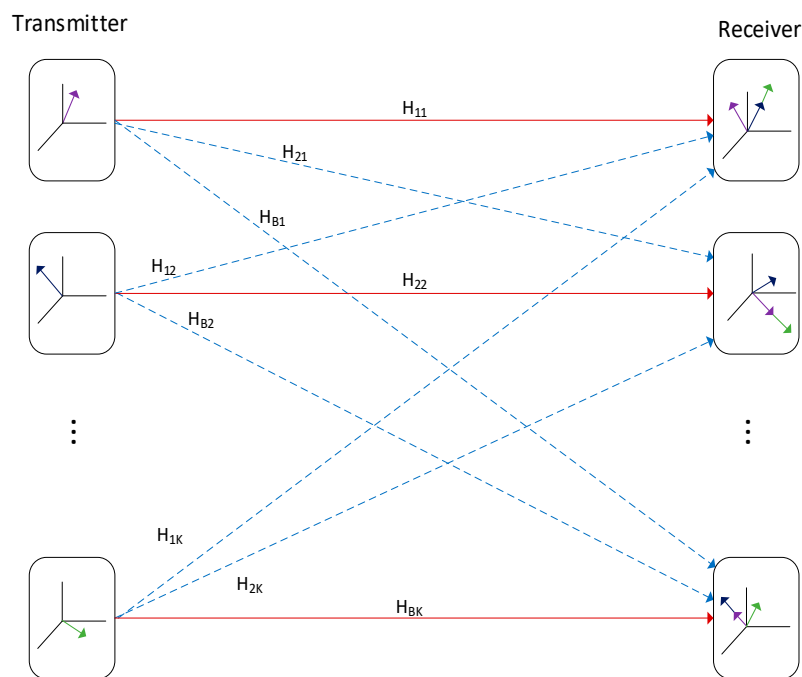 Transmitter
Receiver
H11
H21
HB1
H12
H22
HB2
⋮
⋮
H1K
H2K
HBK